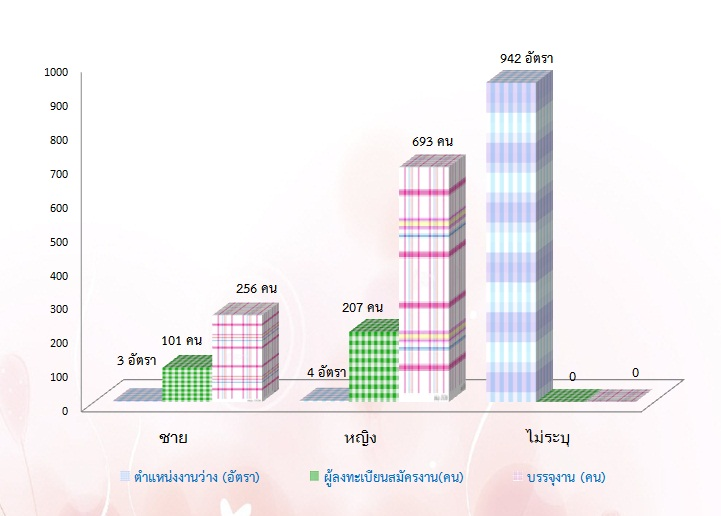 942 อัตรา
1000
900
693 คน
800
700
600
500
400
256 คน
207 คน
300
101 คน
200
3 อัตรา
4 อัตรา
0
0
100
0
ชาย
หญิง
ไม่ระบุ
ตำแหน่งงานว่าง (อัตรา)
ผู้ลงทะเบียนสมัครงาน(คน)
บรรจุงาน (คน)